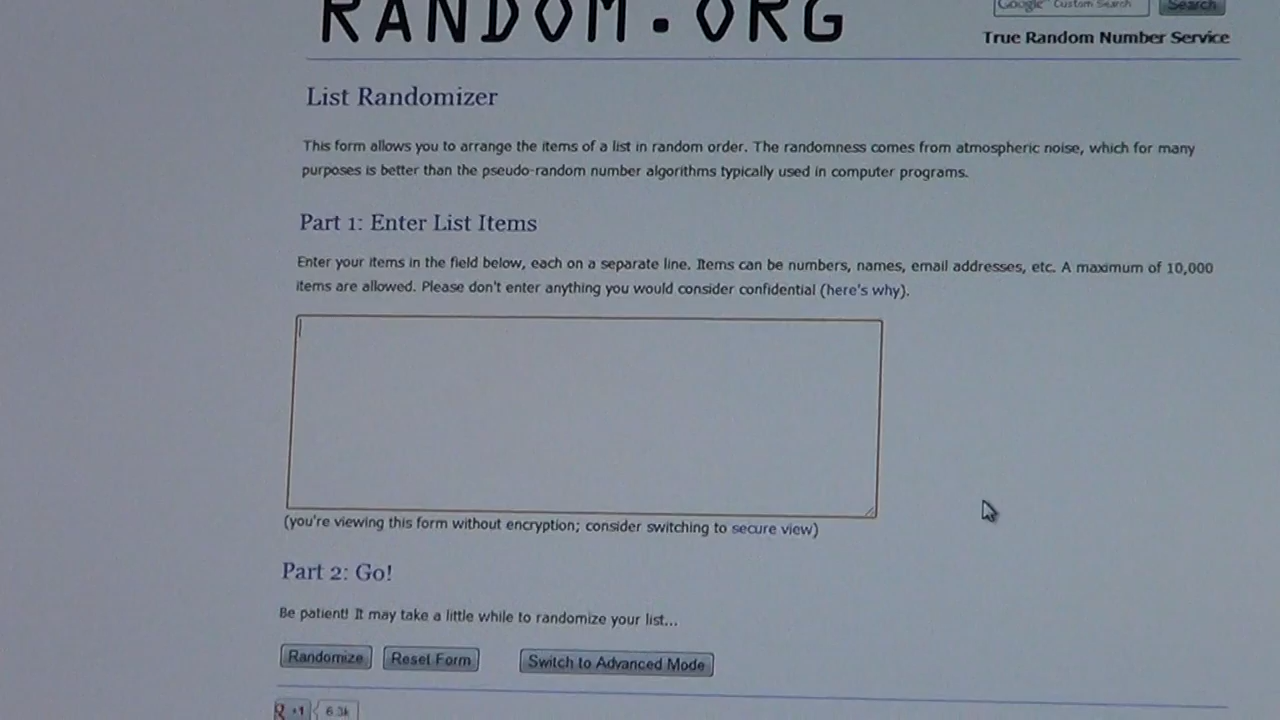 RANDOM.ORG
Google™ Custom Search Search
True Random Number Service
List Randomizer
This form allows you to arrange the items of a list in random order. The randomness comes from atmospheric noise, which for many
purposes is better than the pseudo-random number algorithms typically used in computer programs.
Part 1: Enter List Items
Enter your items in the field below, each on a separate line. Items can be numbers, names, email addresses, etc. A maximum of 10,000
items are allowed. Please don't enter anything you would consider confidential (here's why).
(you're viewing this form without encryption; consider switching to secure view)
Part 2: Go!
Be patient! It may take a little while to randomize your list...
Randomize Reset Form Switch to Advanced Mode
+1 6.3k